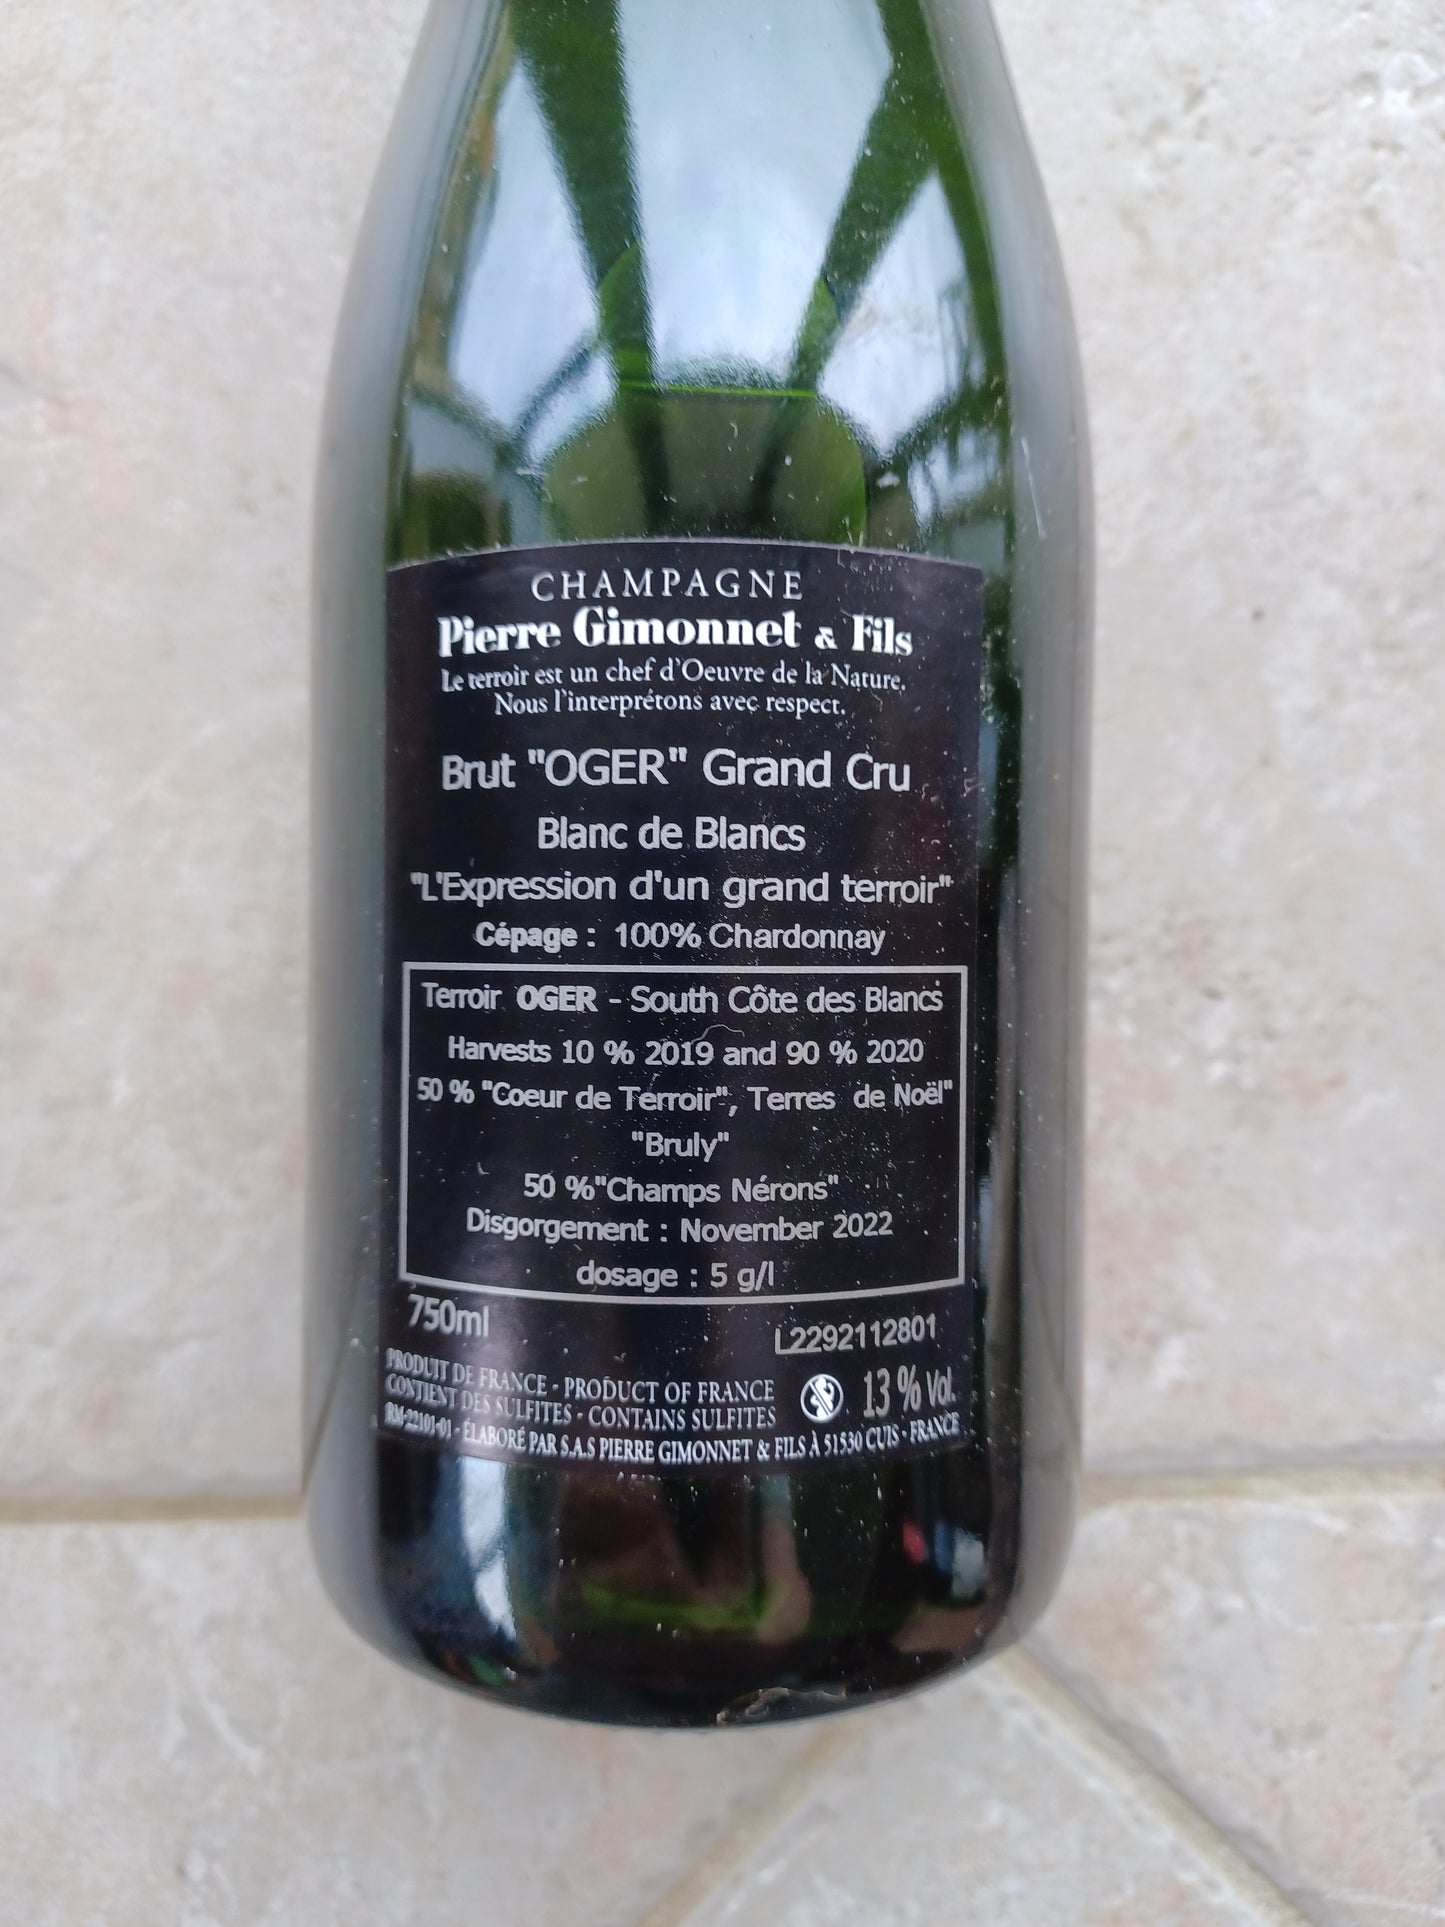 CHAMPAGNE
Pierre Gimonnet & Fils
Le terroir est un chef d'Oeuvre de la Nature.
Nous l'interprétons avec respect.
Brut "OGER" Grand Cru
Blanc de Blancs
"L'Expression d'un grand terroir"
Cépage : 100% Chardonnay
Terroir OGER - South Côte des Blancs
Harvests 10 % 2019 and 90 % 2020
50 % "Coeur de Terroir", Terres de Noël"
"Bruly"
50 %"Champs Nérons"
Disgorgement : November 2022
dosage : 5 g/l
750ml
L2292112801
PRODUIT DE FRANCE - PRODUCT OF FRANCE
CONTIENT DES SULFITES - CONTAINS SULFITES
13 % Vol.
RM-22101-01 - ÉLABORÉ PAR S.A.S PIERRE GIMONNET & FILS À 51530 CUIS - FRANCE